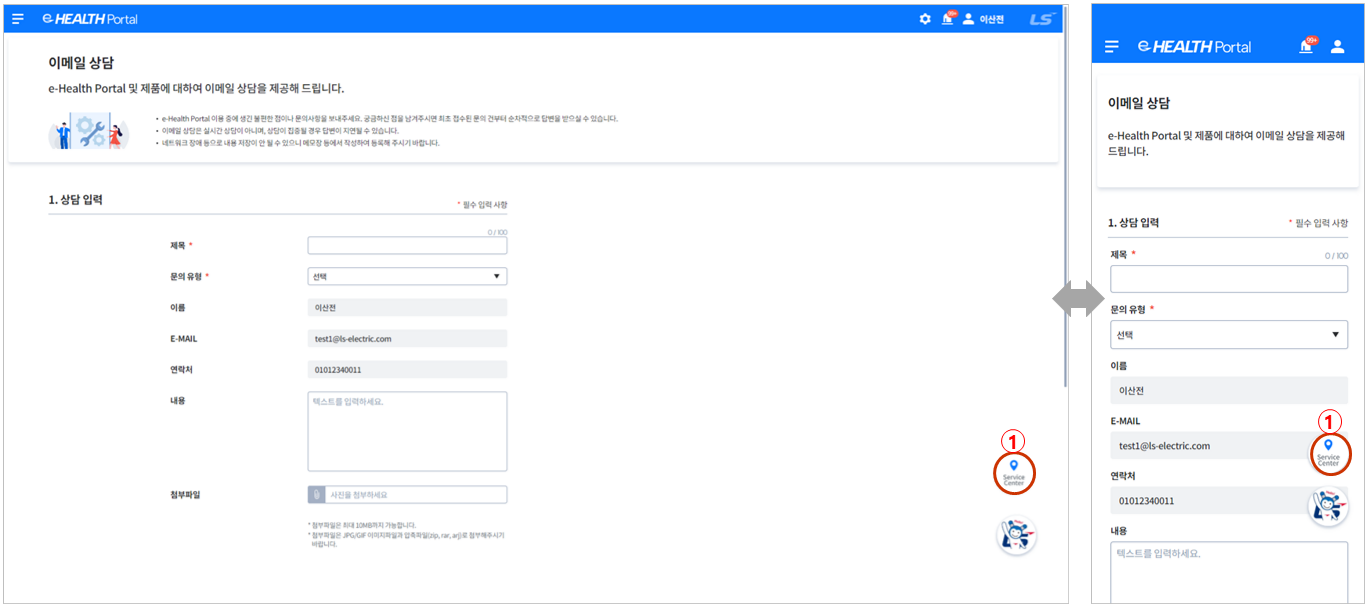 e-HEALTH Portal
99+
이산전
LS
이메일 상담
e-Health Portal 및 제품에 대하여 이메일 상담을 제공해 드립니다.
• e-Health Portal 이용 중에 생긴 불편한 점이나 문의사항을 보내주세요. 궁금하신 점을 남겨주시면 최초 접수된 문의 건부터 순차적으로 답변을 받으실 수 있습니다.
• 이메일 상담은 실시간 상담이 아니며, 상담이 집중될 경우 답변이 지연될 수 있습니다.
• 네트워크 장애 등으로 내용 저장이 안 될 수 있으니 메모장 등에서 작성하여 등록해 주시기 바랍니다.
1. 상담 입력
* 필수 입력 사항
0 / 100
제목 *
문의 유형 *
선택
이름
이산전
E-MAIL
test1@ls-electric.com
연락처
01012340011
내용
텍스트를 입력하세요.
첨부파일
사진을 첨부하세요
* 첨부파일은 최대 10MB까지 가능합니다.
* 첨부파일은 JPG/GIF 이미지파일과 압축파일(zip, rar, arj)로 첨부해주시기
바랍니다.
1
Service
Center
e-HEALTH Portal
99+
이메일 상담
e-Health Portal 및 제품에 대하여 이메일 상담을 제공해
드립니다.
1. 상담 입력
* 필수 입력 사항
제목 *
0 / 100
문의 유형 *
선택
이름
이산전
E-MAIL
1
test1@ls-electric.com
Service
Center
연락처
01012340011
내용
텍스트를 입력하세요.